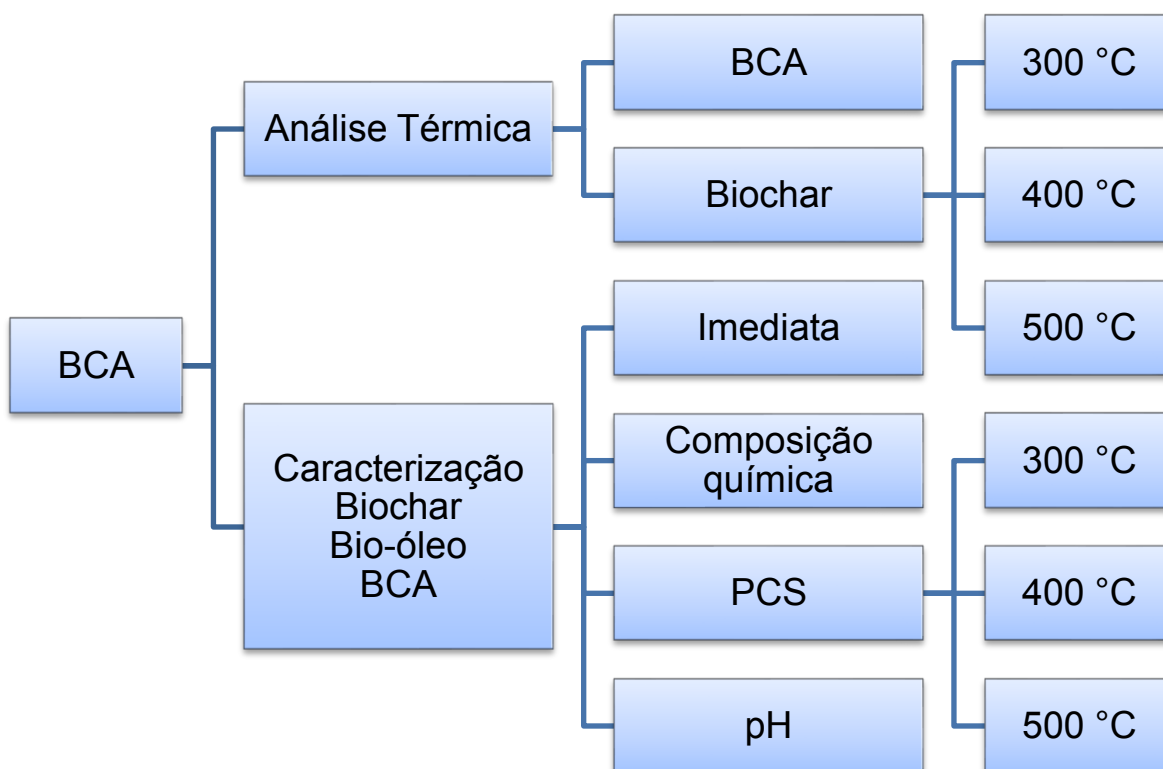 BCA
Análise Térmica
BCA
Biochar
300 °C
400 °C
500 °C
Caracterização
Biochar
Bio-óleo
BCA
Imediata
Composição
química
PCS
300 °C
400 °C
500 °C
pH